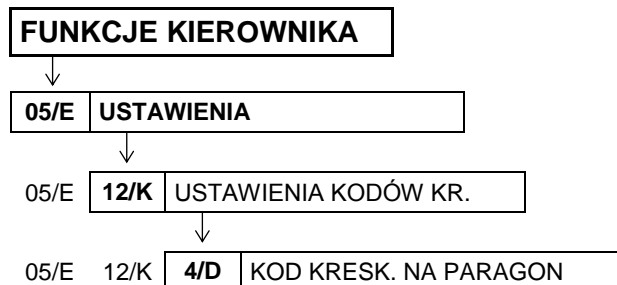 FUNKCJE KIEROWNIKA
05/E USTAWIENIA
05/E 12/K USTAWIENIA KODÓW KR.
05/E 12/K 4/D KOD KRESK. NA PARAGON